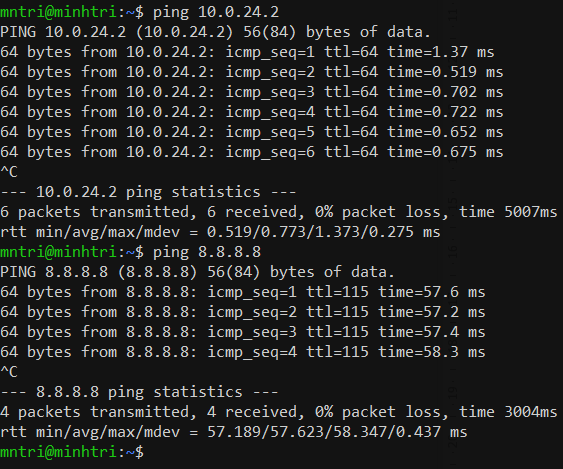 mntri@minhtri:~$ ping 10.0.24.2
PING 10.0.24.2 (10.0.24.2) 56(84) bytes of data.
64 bytes from 10.0.24.2: icmp_seq=1 ttl=64 time=1.37 ms
64 bytes from 10.0.24.2: icmp_seq=2 ttl=64 time=0.519 ms
64 bytes from 10.0.24.2: icmp_seq=3 ttl=64 time=0.702 ms
64 bytes from 10.0.24.2: icmp_seq=4 ttl=64 time=0.722 ms
64 bytes from 10.0.24.2: icmp_seq=5 ttl=64 time=0.652 ms
64 bytes from 10.0.24.2: icmp_seq=6 ttl=64 time=0.675 ms
^C
--- 10.0.24.2 ping statistics ---
6 packets transmitted, 6 received, 0% packet loss, time 5007ms
rtt min/avg/max/mdev = 0.519/0.773/1.373/0.275 ms
mntri@minhtri:~$ ping 8.8.8.8
PING 8.8.8.8 (8.8.8.8) 56(84) bytes of data.
64 bytes from 8.8.8.8: icmp_seq=1 ttl=115 time=57.6 ms
64 bytes from 8.8.8.8: icmp_seq=2 ttl=115 time=57.2 ms
64 bytes from 8.8.8.8: icmp_seq=3 ttl=115 time=57.4 ms
64 bytes from 8.8.8.8: icmp_seq=4 ttl=115 time=58.3 ms
^C
--- 8.8.8.8 ping statistics ---
4 packets transmitted, 4 received, 0% packet loss, time 3004ms
rtt min/avg/max/mdev = 57.189/57.623/58.347/0.437 ms
mntri@minhtri:~$